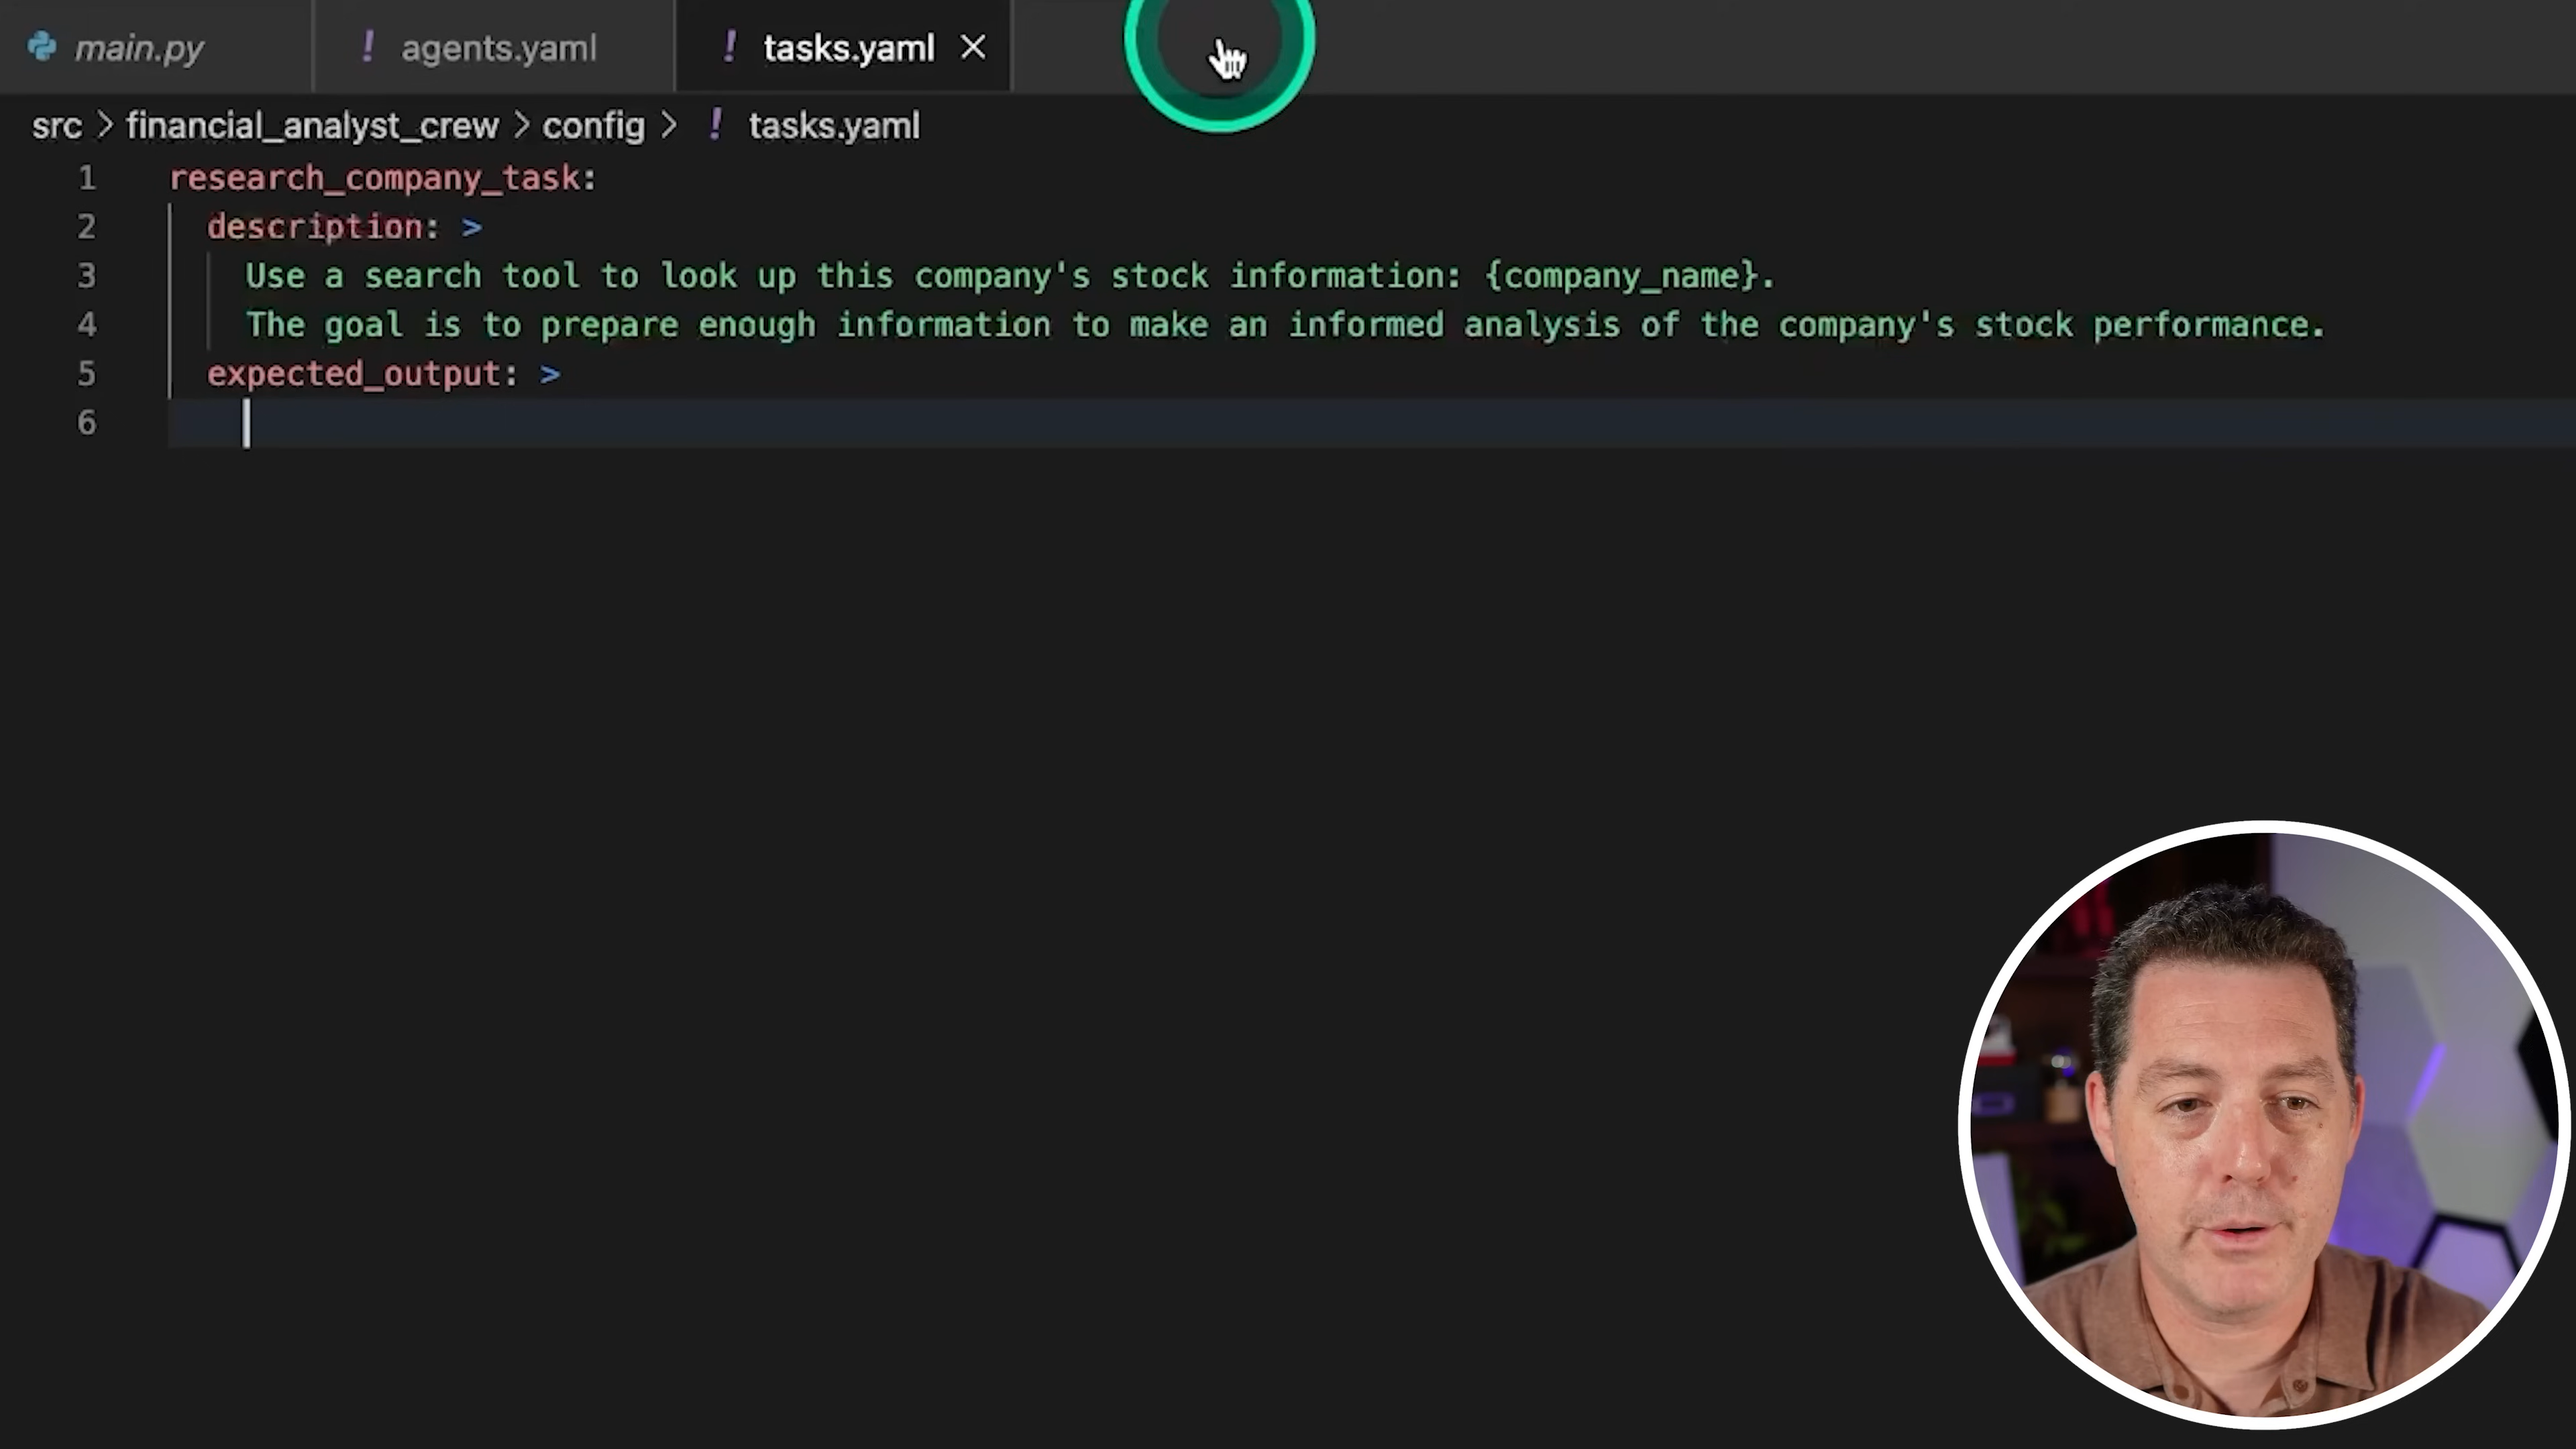 main.py ! agents.yaml ! tasks.yaml
src > financial_analyst_crew > config > ! tasks.yaml
1 research_company_task:
2 description: >
3 Use a search tool to look up this company's stock information: {company_name}.
4 The goal is to prepare enough information to make an informed analysis of the company's stock performance.
5 expected_output: >
6